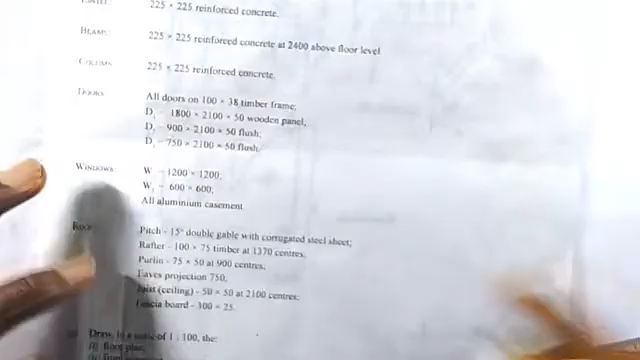 LINTEL: 225 × 225 reinforced concrete.
BEAMS: 225 × 225 reinforced concrete at 2400 above floor level
COLUMN: 225 × 225 reinforced concrete.
DOORS: All doors on 100 × 38 timber frame;
D – 1800 × 2100 × 50 wooden panel;
D – 900 × 2100 × 50 flush;
D – 750 × 2100 × 50 flush.
WINDOWS: W – 1200 × 1200;
W – 600 × 600;
All aluminium casement
ROOF: Pitch - 15° double gable with corrugated steel sheet;
Rafter - 100 × 75 timber at 1370 centres;
Purlin - 75 × 50 at 900 centres;
Eaves projection 750;
Joist (ceiling) - 50 × 50 at 2100 centres;
Fascia board - 300 × 25.
Draw, to a scale of 1 : 100, the:
(i) floor plan;